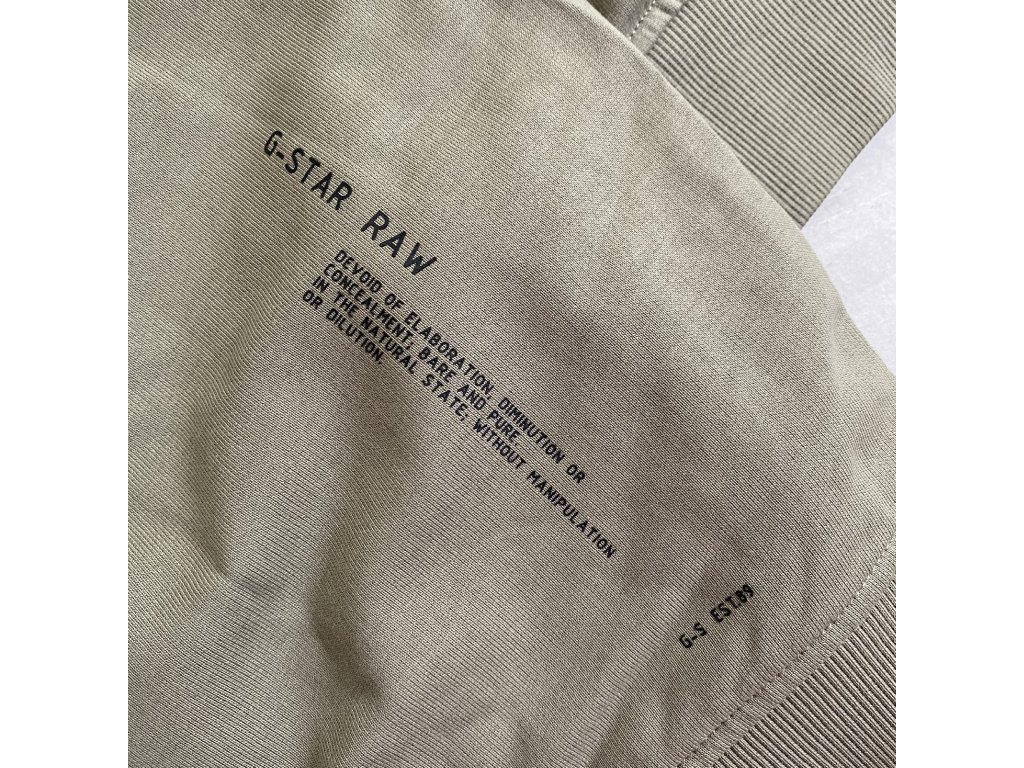 G-STAR RAW
DEVOID OF ELABORATION, DIMINUTION OR
CONCEALMENT, BARE AND PURE.
IN THE NATURAL STATE; WITHOUT MANIPULATION
OR DILUTION.
G-S EST.89